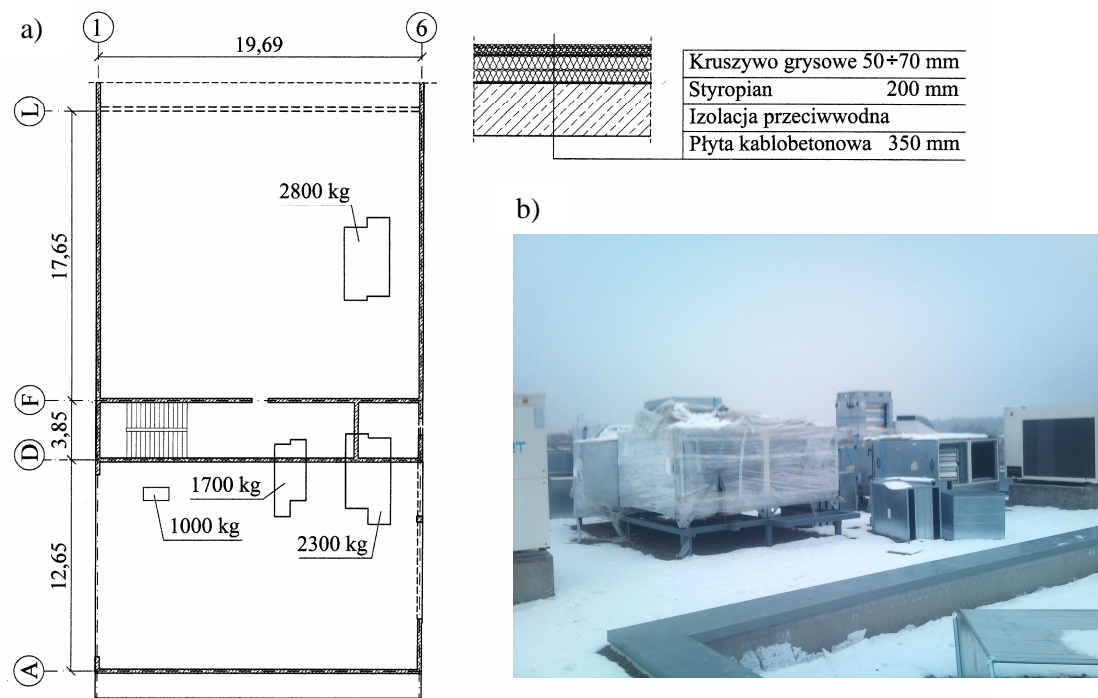 a)
1
6
19,69
L
17,65
2800 kg
F
3,85
D
1700 kg
1000 kg
2300 kg
12,65
A
Kruszywo grysowe 50÷70 mm
Styropian 200 mm
Izolacja przeciwwodna
Płyta kablobetonowa 350 mm
b)